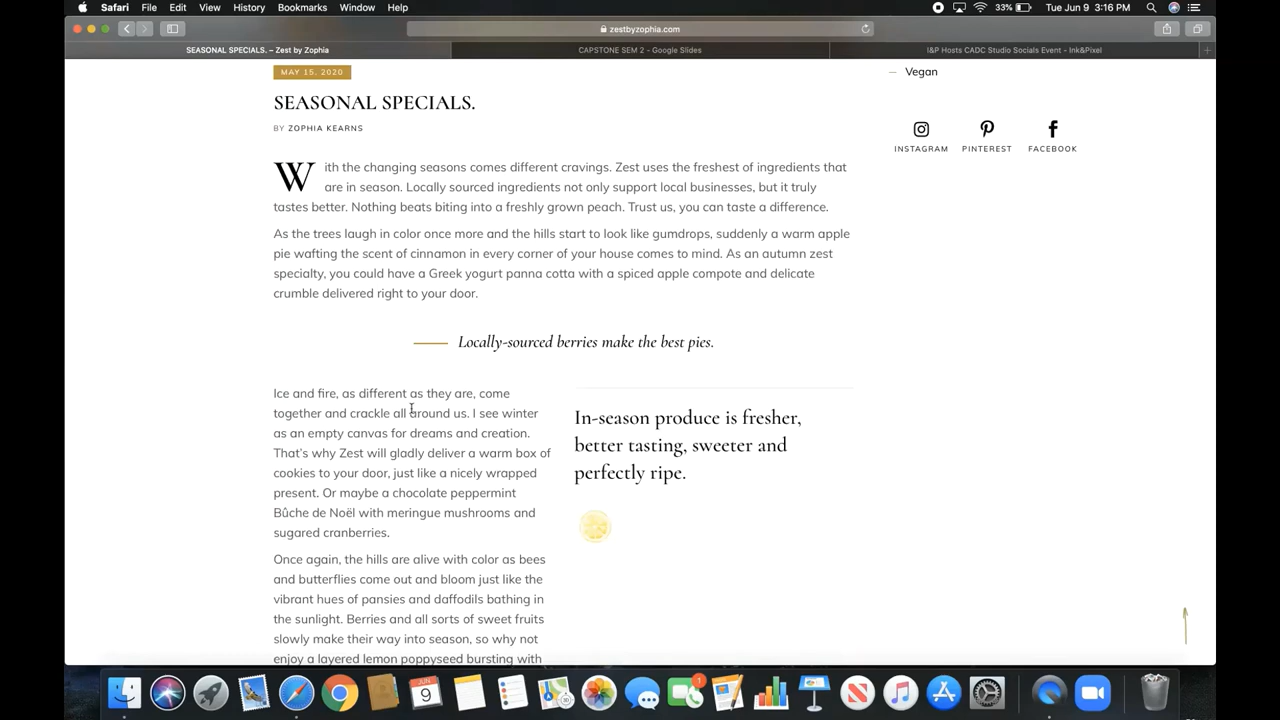 Safari File Edit View History Bookmarks Window Help 33% Tue Jun 9 3:16 PM
zestbyzophia.com
SEASONAL SPECIALS. – Zest by Zophia CAPSTONE SEM 2 - Google Slides I&P Hosts CADC Studio Socials Event - Ink&Pixel
MAY 15, 2020
SEASONAL SPECIALS.
BY ZOPHIA KEARNS
With the changing seasons comes different cravings. Zest uses the freshest of ingredients that
are in season. Locally sourced ingredients not only support local businesses, but it truly
tastes better. Nothing beats biting into a freshly grown peach. Trust us, you can taste a difference.
As the trees laugh in color once more and the hills start to look like gumdrops, suddenly a warm apple
pie wafting the scent of cinnamon in every corner of your house comes to mind. As an autumn zest
specialty, you could have a Greek yogurt panna cotta with a spiced apple compote and delicate
crumble delivered right to your door.
Locally-sourced berries make the best pies.
Ice and fire, as different as they are, come
together and crackle all around us. I see winter
as an empty canvas for dreams and creation.
That's why Zest will gladly deliver a warm box of
cookies to your door, just like a nicely wrapped
present. Or maybe a chocolate peppermint
Bûche de Noël with meringue mushrooms and
sugared cranberries.
Once again, the hills are alive with color as bees
and butterflies come out and bloom just like the
vibrant hues of pansies and daffodils bathing in
the sunlight. Berries and all sorts of sweet fruits
slowly make their way into season, so why not
enjoy a layered lemon poppyseed bursting with
In-season produce is fresher,
better tasting, sweeter and
perfectly ripe.
— Vegan
INSTAGRAM PINTEREST FACEBOOK
JUN
9
1